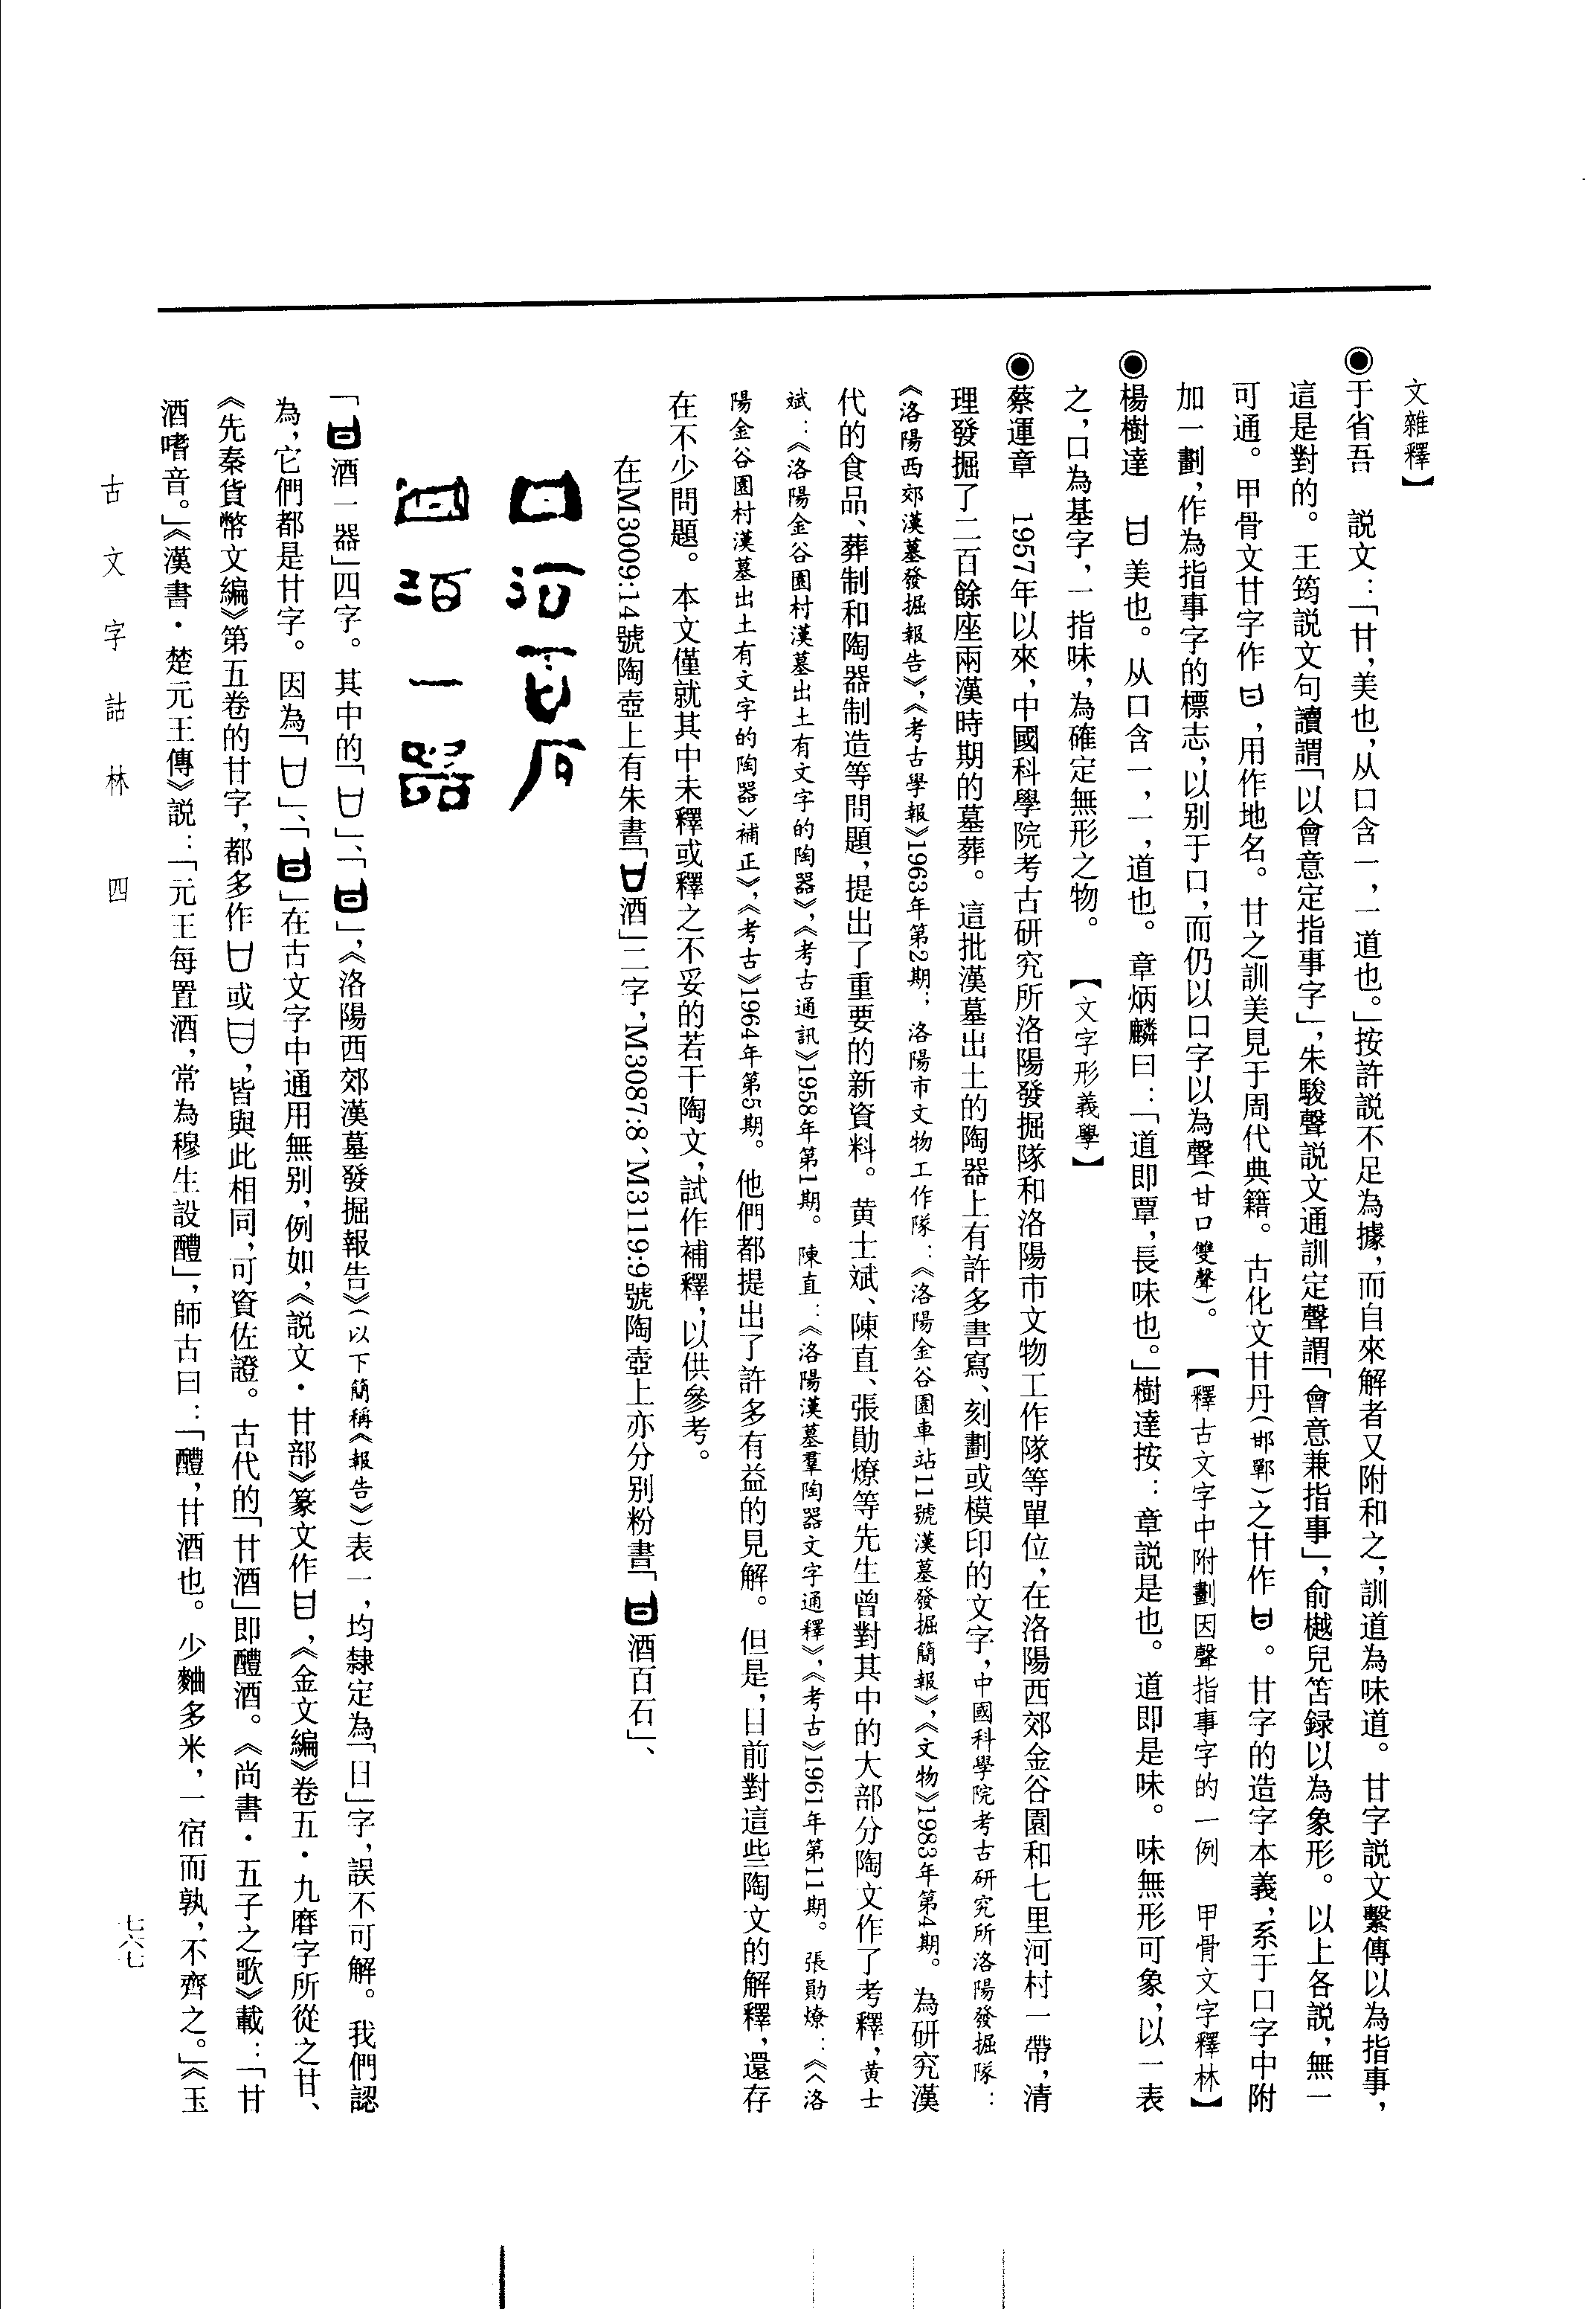 文雜釋】
◉于省吾　説文：「甘，美也，从口含一，一道也。」按許説不足為據，而自來解者又附和之，訓道為味道。甘字説文繫傳以為指事，
這是對的。王筠説文句讀謂「以會意定指事字」，朱駿聲説文通訓定聲謂「會意兼指事」，俞樾兒笘録以為象形。以上各説，無一
可通。甲骨文甘字作，用作地名。甘之訓美見于周代典籍。古化文甘丹（邯鄲）之甘作。甘字的造字本義，系于口字中附
加一劃，作為指事字的標志，以别于口，而仍以口字以為聲（甘口雙聲）。【釋古文字中附劃因聲指事字的一例　甲骨文字釋林】
◉楊樹達　美也。从口含一，一，道也。章炳麟曰：「道即覃，長味也。」樹達按：章説是也。道即是味。味無形可象，以一表
之，口為基字，一指味，為確定無形之物。【文字形義學】
◉蔡運章　1957年以來，中國科學院考古研究所洛陽發掘隊和洛陽市文物工作隊等單位，在洛陽西郊金谷園和七里河村一帶，清
理發掘了二百餘座兩漢時期的墓葬。這批漢墓出土的陶器上有許多書寫、刻劃或模印的文字，中國科學院考古研究所洛陽發掘隊：
《洛陽西郊漢墓發掘報告》，《考古學報》1963年第2期；洛陽市文物工作隊：《洛陽金谷園車站11號漢墓發掘簡報》，《文物》1983年第4期。為研究漢
代的食品、葬制和陶器制造等問題，提出了重要的新資料。黄士斌、陳直、張勛燎等先生曾對其中的大部分陶文作了考釋，黄士
斌：《洛陽金谷園村漢墓出土有文字的陶器》，《考古通訊》1958年第1期。陳直：《洛陽漢墓羣陶器文字通釋》，《考古》1961年第11期。張勛燎：《〈洛
陽金谷園村漢墓出土有文字的陶器〉補正》，《考古》1964年第5期。他們都提出了許多有益的見解。但是，目前對這些陶文的解釋，還存
在不少問題。本文僅就其中未釋或釋之不妥的若干陶文，試作補釋，以供參考。
在M3009:14號陶壺上有朱書「酒」二字，M3087:8、M3119:9號陶壺上亦分别粉書「酒百石」、
「酒一器」四字。其中的「」、「」，《洛陽西郊漢墓發掘報告》（以下簡稱《報告》）表一，均隸定為「日」字，誤不可解。我們認
為，它們都是甘字。因為「」、「」在古文字中通用無别，例如，《説文・甘部》篆文作，《金文編》卷五・九曆字所從之甘、
《先秦貨幣文編》第五卷的甘字，都多作或，皆與此相同，可資佐證。古代的「甘酒」即醴酒。《尚書・五子之歌》載：「甘
酒嗜音。」《漢書・楚元王傳》説：「元王每置酒，常為穆生設醴」，師古曰：「醴，甘酒也。少麯多米，一宿而孰，不齊之。」《玉
古文字詁林　四
七六七